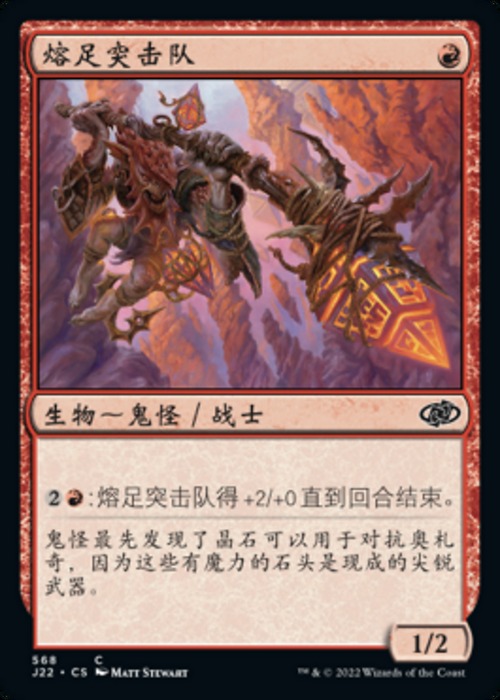 熔足突击队
生物～鬼怪 / 战士
2 :熔足突击队得 +2/+0 直到回合结束。
鬼怪最先发现了晶石可以用于对抗奥札
奇，因为这些有魔力的石头是现成的尖锐
武器。
1/2
568 C
J22 • CS MATT STEWART
™ & © 2022 Wizards of the Coast